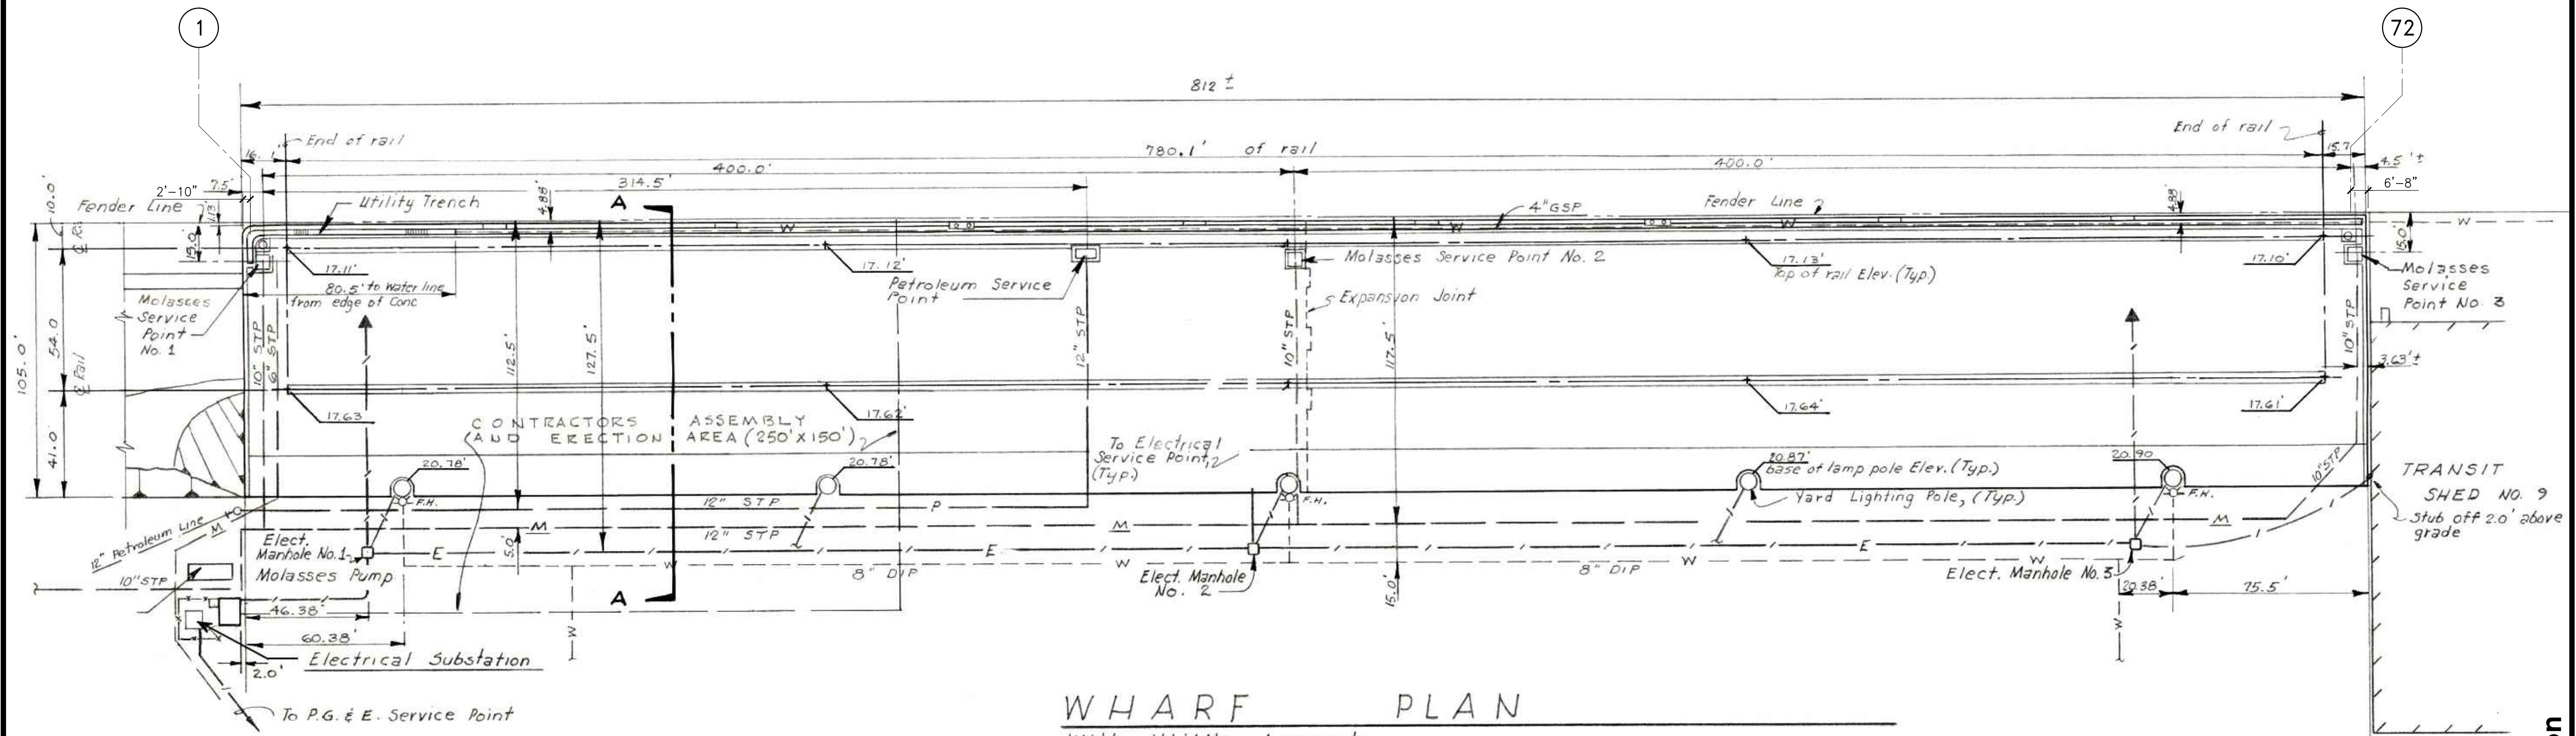 1
72
812 ±
End of rail
End of rail
16.1'
780.1' of rail
15.7
400.0'
400.0'
4.5' ±
2'-10"
7.5'
314.5'
6'-8"
10.0'
Fender Line
1.13'
Utility Trench
4.88'
A
4" GSP
Fender Line
4.88'
W
W
W
W
15.0'
15.0'
℄ Rail
17.11'
17.12'
Petroleum Service
Point
Molasses Service Point No. 2
17.13'
Top of rail Elev. (Typ.)
17.10'
Molasses
Service
Point No. 3
80.5' to water line
from edge of Conc
Molasses
Service
Point
No. 1
Expansion Joint
105.0'
54.0
10" STP
6" STP
112.5'
127.5'
12" STP
10" STP
117.5'
10" STP
3.63' ±
℄ Rail
17.63
17.62'
17.64'
17.61'
41.0'
CONTRACTORS ASSEMBLY
AND ERECTION AREA (250'X150')
To Electrical
Service Point,
(Typ.)
20.78'
20.78'
20.87'
base of lamp pole Elev. (Typ.)
20.90
10" STP
TRANSIT
SHED NO. 9
Stub off 2.0' above
grade
F.H.
F.H.
Yard Lighting Pole, (Typ.)
F.H.
12" STP
P
M
12" Petroleum Line
M
M
M
12" STP
5.0'
Elect.
Manhole No. 1
E
E
E
Molasses Pump
10" STP
W
8" DIP
W
Elect. Manhole
No. 2
8" DIP
W
W
Elect. Manhole No. 3
46.38'
A
15.0'
20.38'
75.5'
60.38'
W
W
Electrical Substation
2.0'
To P.G. & E. Service Point
WHARF PLAN